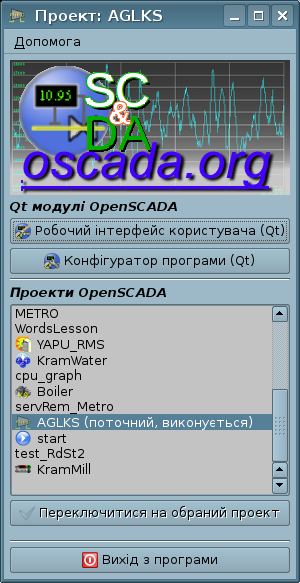 Проект: AGLKS
Допомога
10.95
SC
&
DA
oscada.org
Qt модулі OpenSCADA
Робочий інтерфейс користувача (Qt)
Конфігуратор програми (Qt)
Проекти OpenSCADA
METRO
WordsLesson
YAPU_RMS
KramWater
cpu_graph
Boiler
servRem_Metro
AGLKS (поточний, виконується)
start
test_RdSt2
KramMill
Переключитися на обраний проект
Вихід з програми